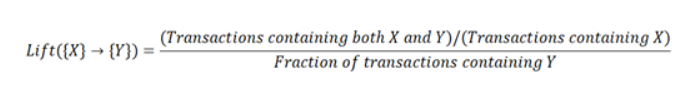 Lift({X} → {Y}) = (Transactions containing both X and Y)/(Transactions containing X)
Fraction of transactions containing Y